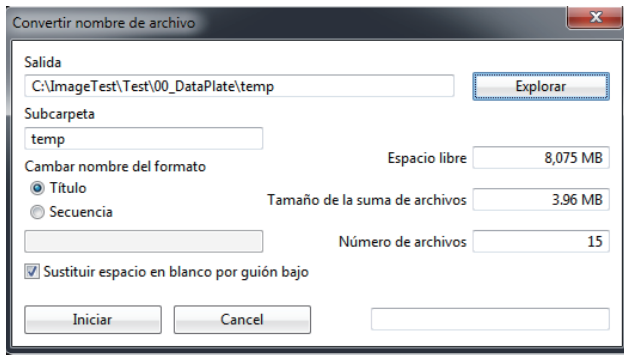 Convertir nombre de archivo
Salida
C:\ImageTest\Test\00_DataPlate\temp
Explorar
Subcarpeta
temp
Espacio libre 8,075 MB
Cambar nombre del formato
Título
Tamaño de la suma de archivos 3.96 MB
Secuencia
Número de archivos 15
Sustituir espacio en blanco por guión bajo
Iniciar Cancel